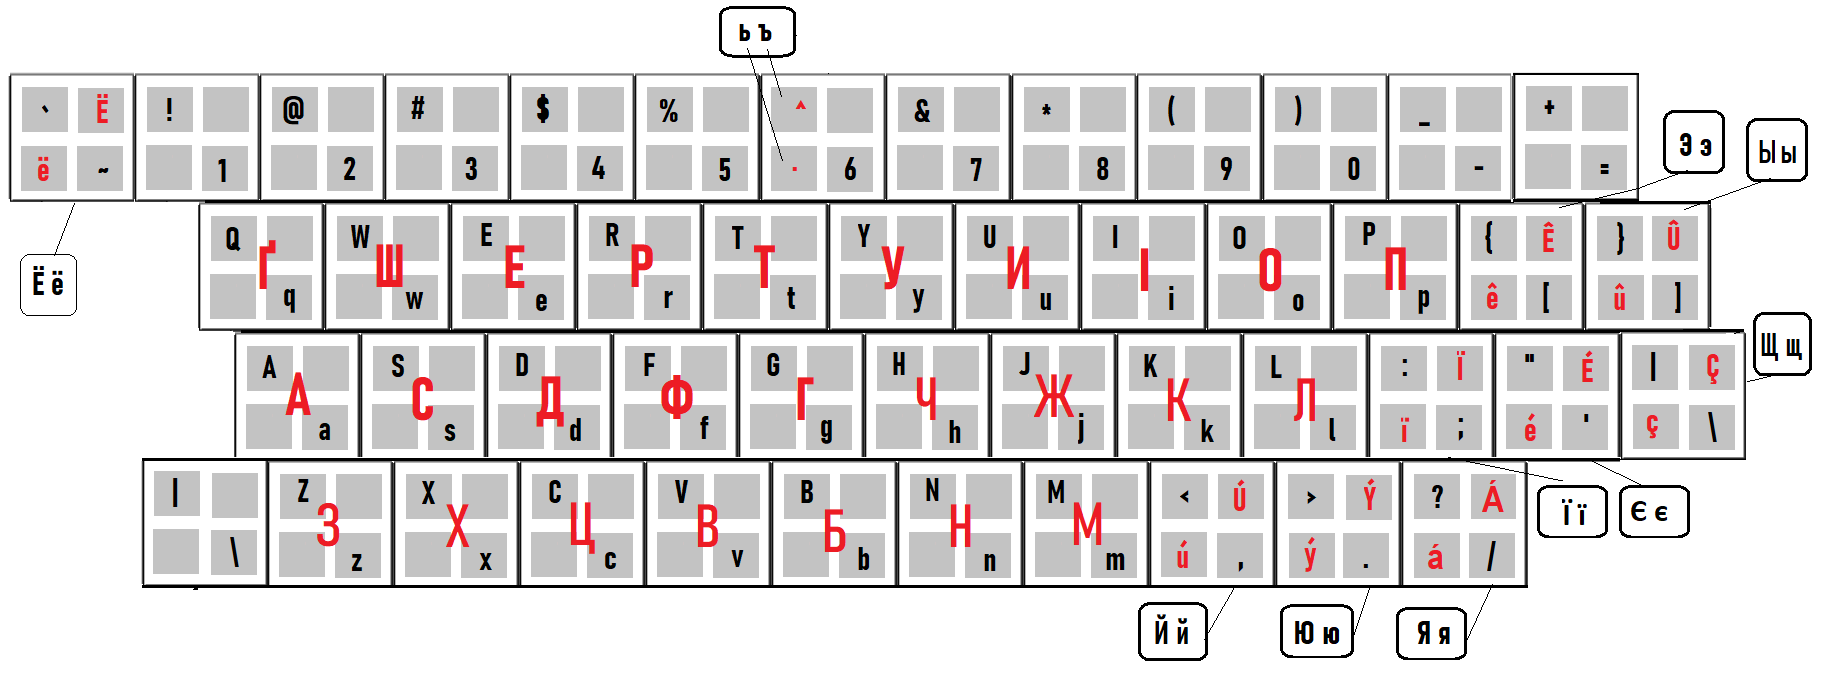 ь ъ
` Ё ! @ # $ % ^ & * ( ) _ +
ё ~ 1 2 3 4 5 · 6 7 8 9 0 - =
Э э
Ы ы
Ё ё
Q W E R T Y U I O P { Ê } Û
Ґ Ш Е Р Т У И І О П
q w e r t y u i o p ê [ û ]
Щ щ
A S D F G H J K L : Ï " É | Ç
А С Д Ф Г Ч Ж К Л
a s d f g h j k l ï ; é ' ç \
| Z X C V B N M < Ú > Ý ? Á
З Х Ц В Б Н М
\ z x c v b n m ú , ý . á /
Ї ї
Є є
Й й
Ю ю
Я я